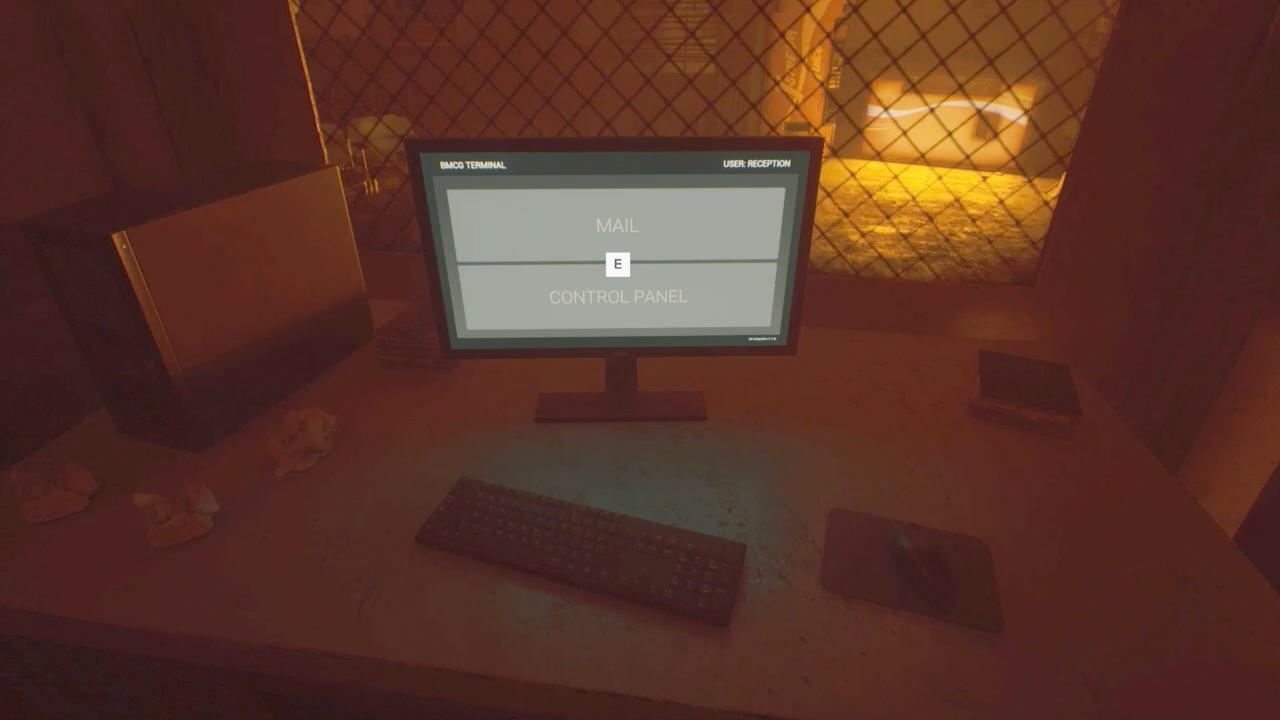 BMCG TERMINAL
USER: RECEPTION
MAIL
E
CONTROL PANEL